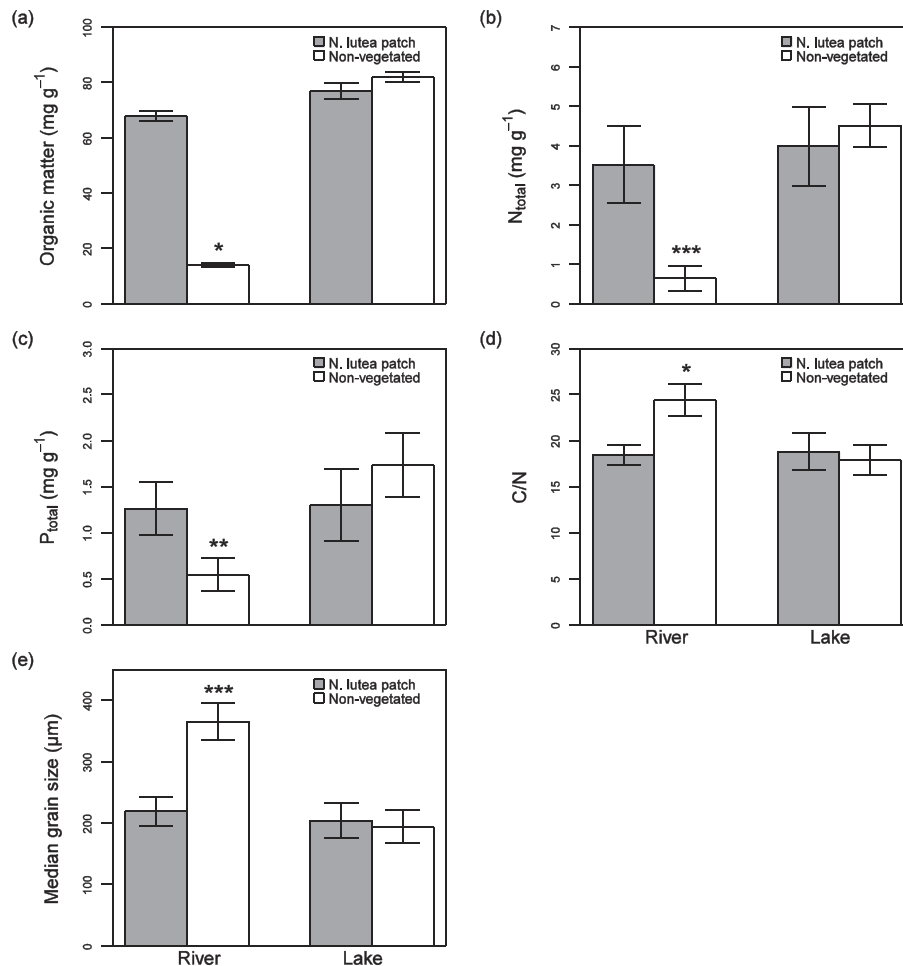 (a)
Organic matter (mg g⁻¹)
100
80
60
40
20
0
N. lutea patch
Non-vegetated
*
(b)
N_total (mg g⁻¹)
7
6
5
4
3
2
1
0
N. lutea patch
Non-vegetated
***
(c)
P_total (mg g⁻¹)
3.0
2.5
2.0
1.5
1.0
0.5
0.0
N. lutea patch
Non-vegetated
**
(d)
C/N
30
25
20
15
10
5
0
N. lutea patch
Non-vegetated
*
River Lake
(e)
Median grain size (µm)
400
300
200
100
0
N. lutea patch
Non-vegetated
***
River Lake